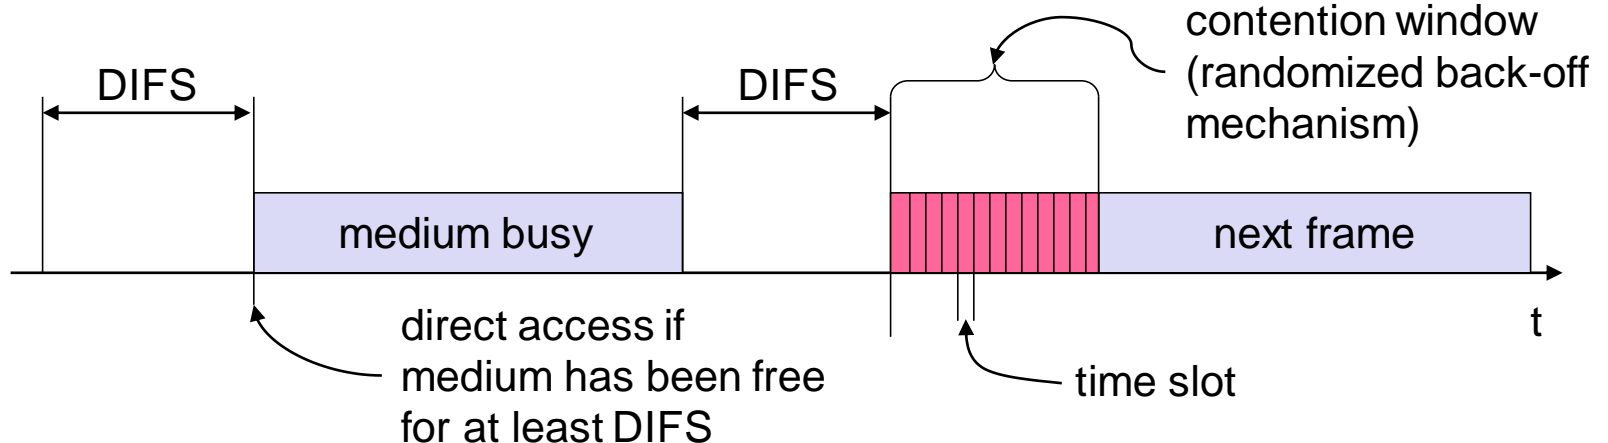 contention window
(randomized back-off
mechanism)
DIFS
DIFS
medium busy
next frame
direct access if
medium has been free
for at least DIFS
time slot
t